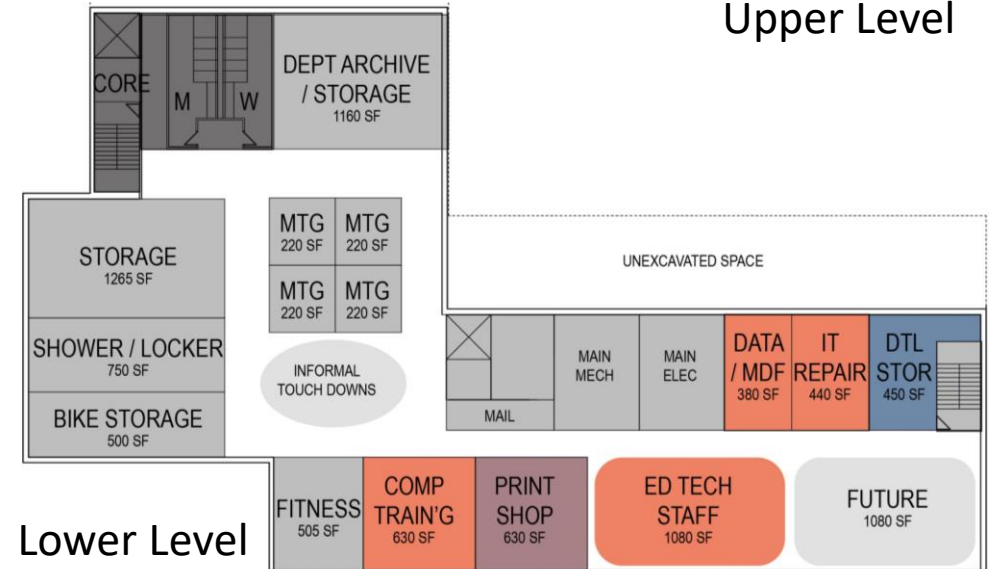 Upper Level
CORE
M
W
DEPT ARCHIVE
/ STORAGE
1160 SF
STORAGE
1265 SF
MTG
220 SF
MTG
220 SF
MTG
220 SF
MTG
220 SF
UNEXCAVATED SPACE
SHOWER / LOCKER
750 SF
INFORMAL
TOUCH DOWNS
BIKE STORAGE
500 SF
MAIL
MAIN
MECH
MAIN
ELEC
DATA
/ MDF
380 SF
IT
REPAIR
440 SF
DTL
STOR
450 SF
FITNESS
505 SF
COMP
TRAIN'G
630 SF
PRINT
SHOP
630 SF
ED TECH
STAFF
1080 SF
FUTURE
1080 SF
Lower Level